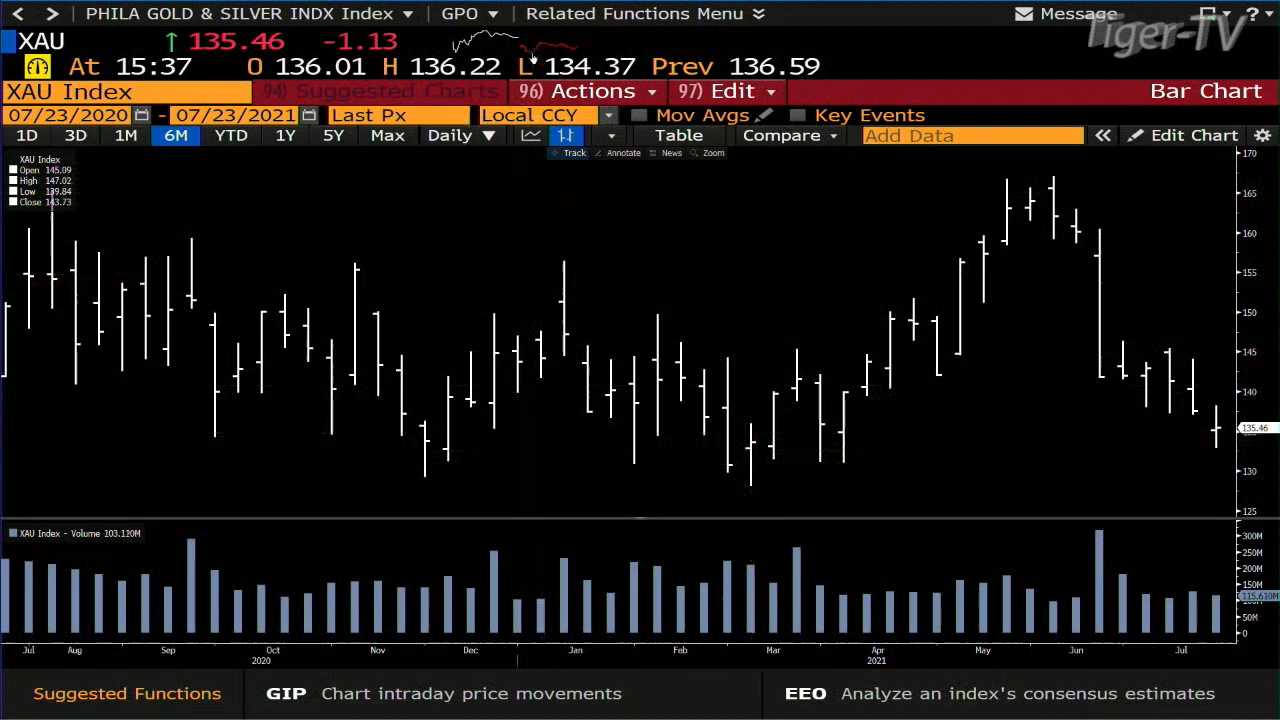 PHILA GOLD & SILVER INDX Index GPO Related Functions Menu Message ?
Tiger-TV
XAU 135.46 -1.13
At 15:37 O 136.01 H 136.22 L 134.37 Prev 136.59
XAU Index 94) Suggested Charts 96) Actions 97) Edit Bar Chart
07/23/2020 - 07/23/2021 Last Px Local CCY Mov Avgs Key Events
1D 3D 1M 6M YTD 1Y 5Y Max Daily Table Compare Add Data Edit Chart
Track Annotate News Zoom
XAU Index
Open 145.09
High 147.02
Low 139.84
Close 143.73
170
165
160
155
150
145
140
135.46
130
125
XAU Index - Volume 103.120M
300M
250M
200M
150M
115.610M
50M
0
Jul Aug Sep Oct Nov Dec Jan Feb Mar Apr May Jun Jul
2020 2021
Suggested Functions GIP Chart intraday price movements EEO Analyze an index's consensus estimates